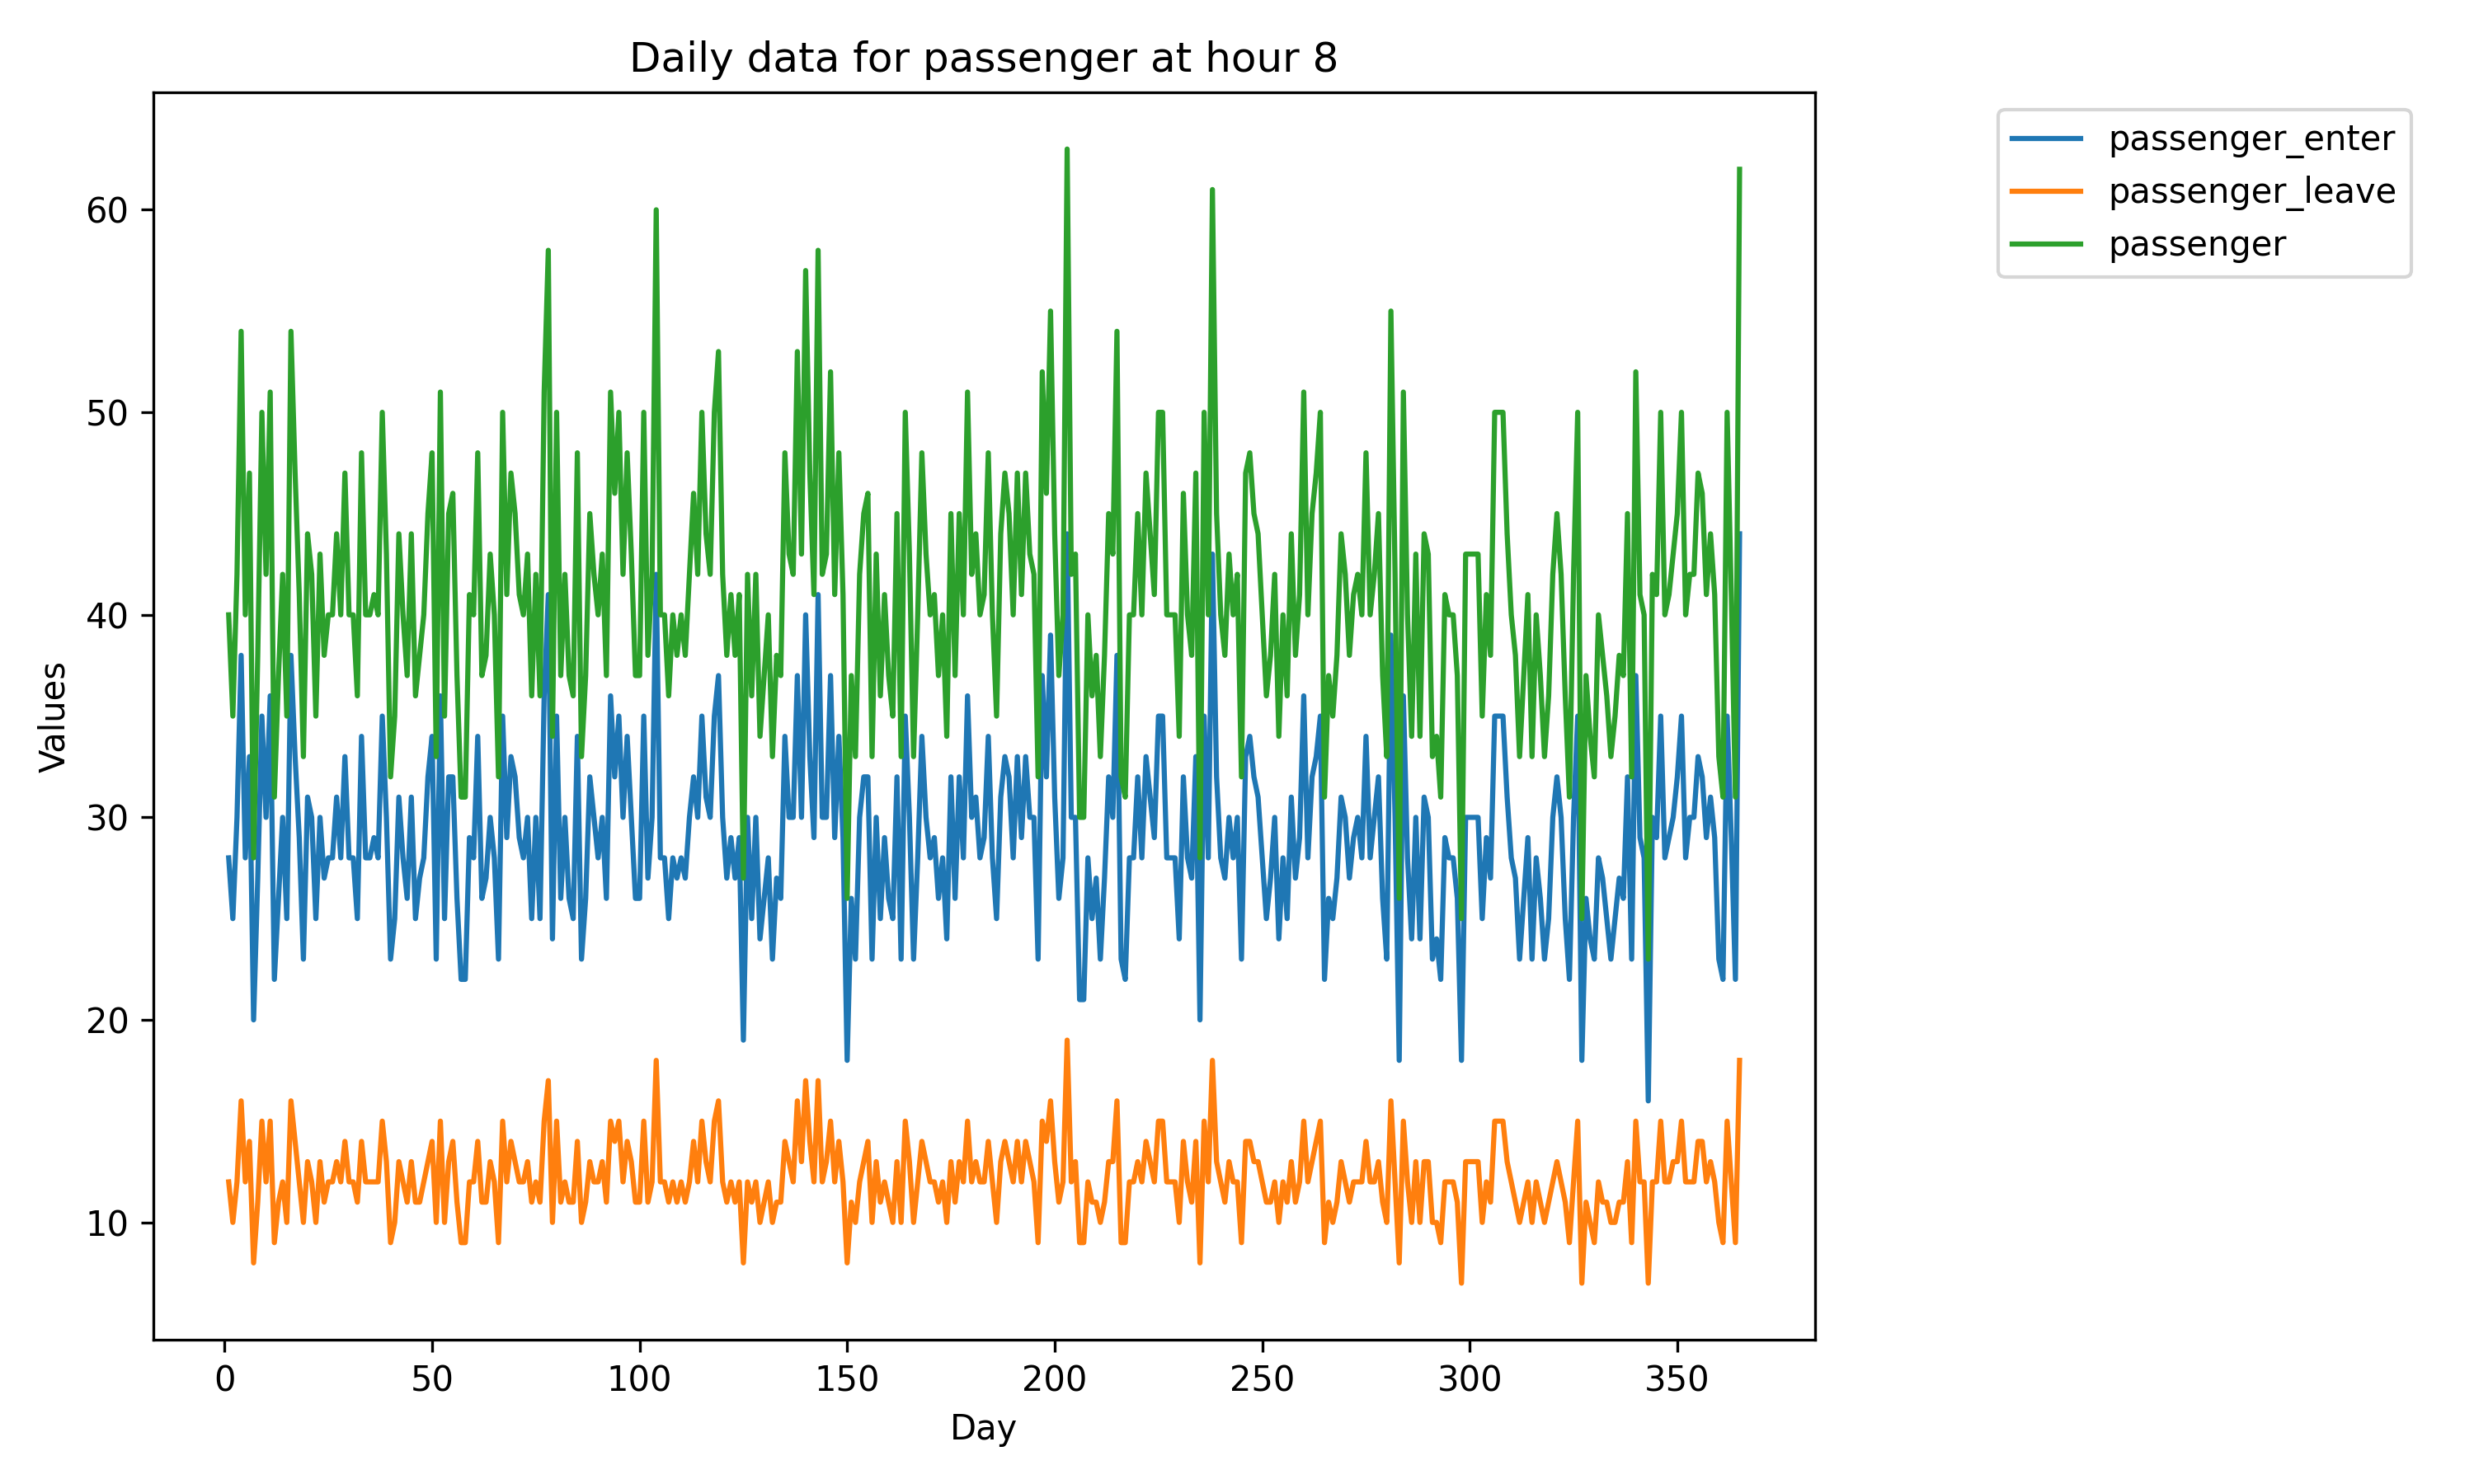 Daily data for passenger at hour 8
passenger_enter
passenger_leave
passenger
Values
60
50
40
30
20
10
0 50 100 150 200 250 300 350
Day